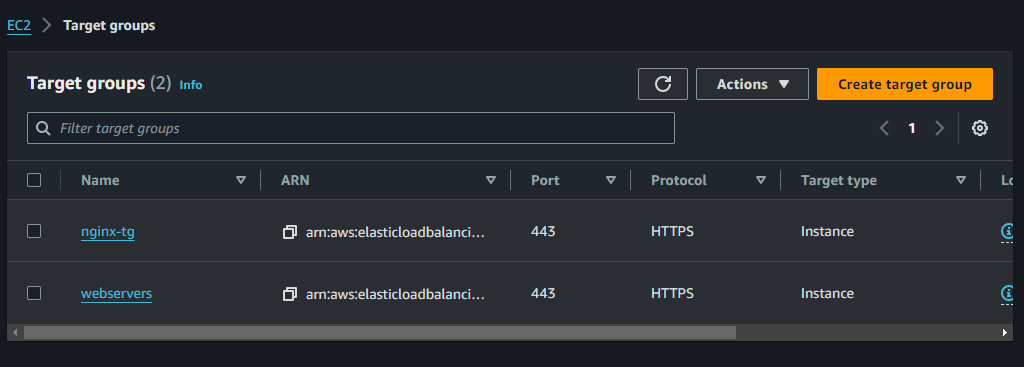 EC2 Target groups
Target groups (2) Info
Actions
Create target group
Filter target groups
1
Name ARN Port Protocol Target type
nginx-tg arn:aws:elasticloadbalanci... 443 HTTPS Instance
webservers arn:aws:elasticloadbalanci... 443 HTTPS Instance